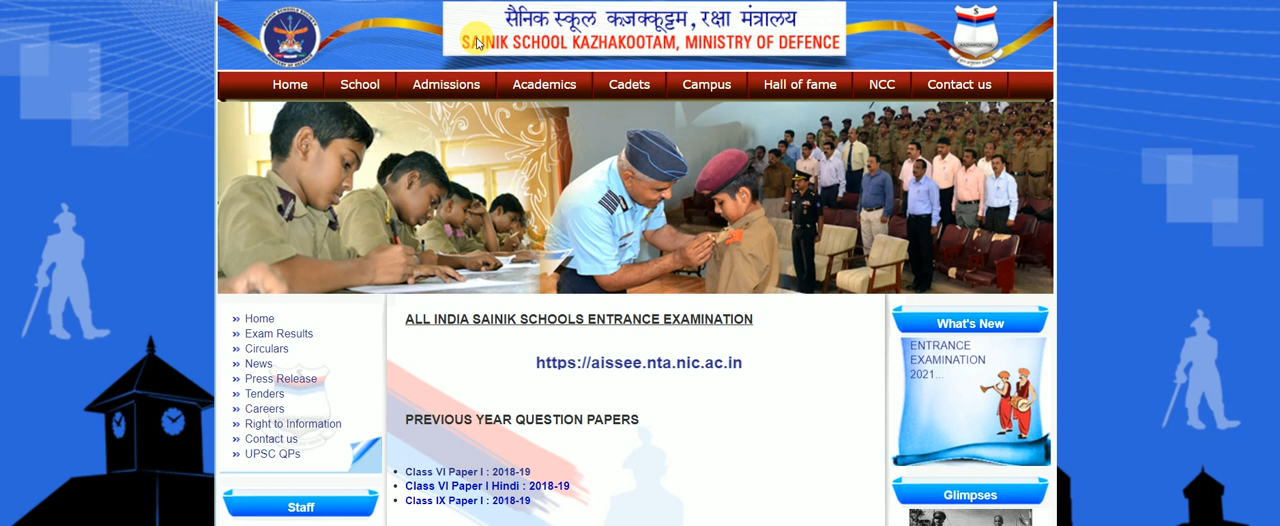 सैनिक स्कूल कज़क्कूट्टम, रक्षा मंत्रालय
SAINIK SCHOOL KAZHAKOOTAM, MINISTRY OF DEFENCE
KAZHAKOOTAM
Home School Admissions Academics Cadets Campus Hall of fame NCC Contact us
Home
Exam Results
Circulars
News
Press Release
Tenders
Careers
Right to Information
Contact us
UPSC QPs
Staff
ALL INDIA SAINIK SCHOOLS ENTRANCE EXAMINATION
https://aissee.nta.nic.ac.in
PREVIOUS YEAR QUESTION PAPERS
Class VI Paper I : 2018-19
Class VI Paper I Hindi : 2018-19
Class IX Paper I : 2018-19
What's New
ENTRANCE
EXAMINATION
2021...
Glimpses